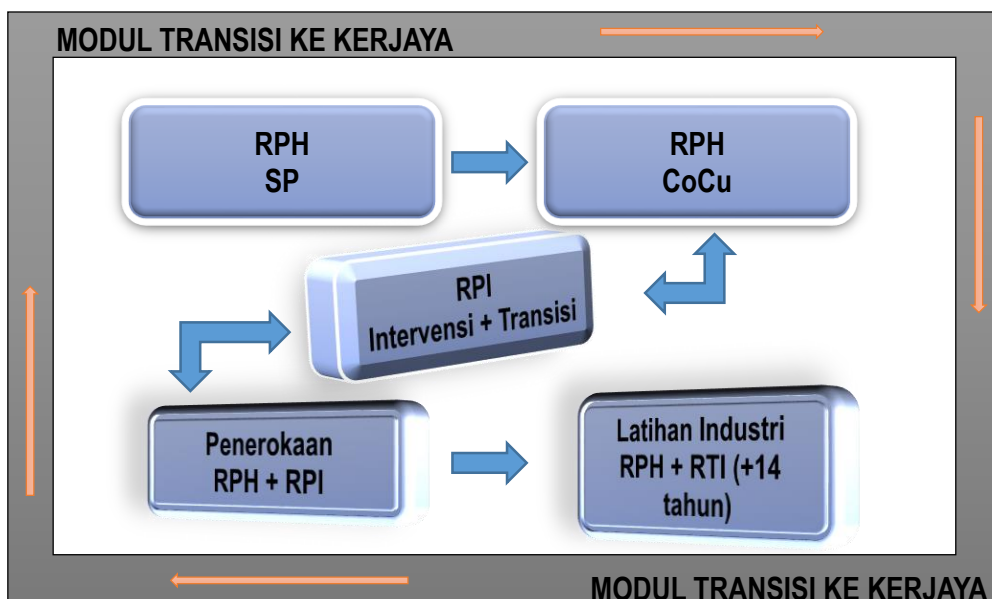 MODUL TRANSISI KE KERJAYA
RPH
SP
RPH
CoCu
RPI
Intervensi + Transisi
Penerokaan
RPH + RPI
Latihan Industri
RPH + RTI (+14
tahun)
MODUL TRANSISI KE KERJAYA